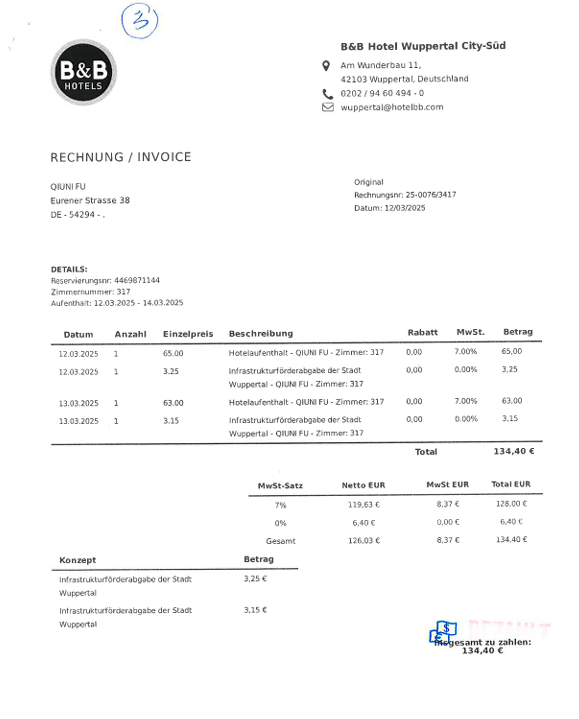 3
B&B
HOTELS
B&B Hotel Wuppertal City-Süd
Am Wunderbau 11,
42103 Wuppertal, Deutschland
0202 / 94 60 494 - 0
wuppertal@hotelbb.com
RECHNUNG / INVOICE
QIUNI FU
Eurener Strasse 38
DE - 54294 - .
Original
Rechnungsnr: 25-0076/3417
Datum: 12/03/2025
DETAILS:
Reservierungsnr: 4469871144
Zimmernummer: 317
Aufenthalt: 12.03.2025 - 14.03.2025
Datum Anzahl Einzelpreis Beschreibung Rabatt MwSt. Betrag
12.03.2025 1 65.00 Hotelaufenthalt - QIUNI FU - Zimmer: 317 0,00 7.00% 65,00
12.03.2025 1 3.25 Infrastrukturförderabgabe der Stadt 0,00 0.00% 3,25
Wuppertal - QIUNI FU - Zimmer: 317
13.03.2025 1 63.00 Hotelaufenthalt - QIUNI FU - Zimmer: 317 0,00 7.00% 63,00
13.03.2025 1 3.15 Infrastrukturförderabgabe der Stadt 0,00 0.00% 3,15
Wuppertal - QIUNI FU - Zimmer: 317
Total 134,40 €
MwSt-Satz Netto EUR MwSt EUR Total EUR
7% 119,63 € 8,37 € 128,00 €
0% 6,40 € 0,00 € 6,40 €
Gesamt 126,03 € 8,37 € 134,40 €
Konzept Betrag
Infrastrukturförderabgabe der Stadt 3,25 €
Wuppertal
Infrastrukturförderabgabe der Stadt 3,15 €
Wuppertal
BEZAHLT
Insgesamt zu zahlen:
134,40 €